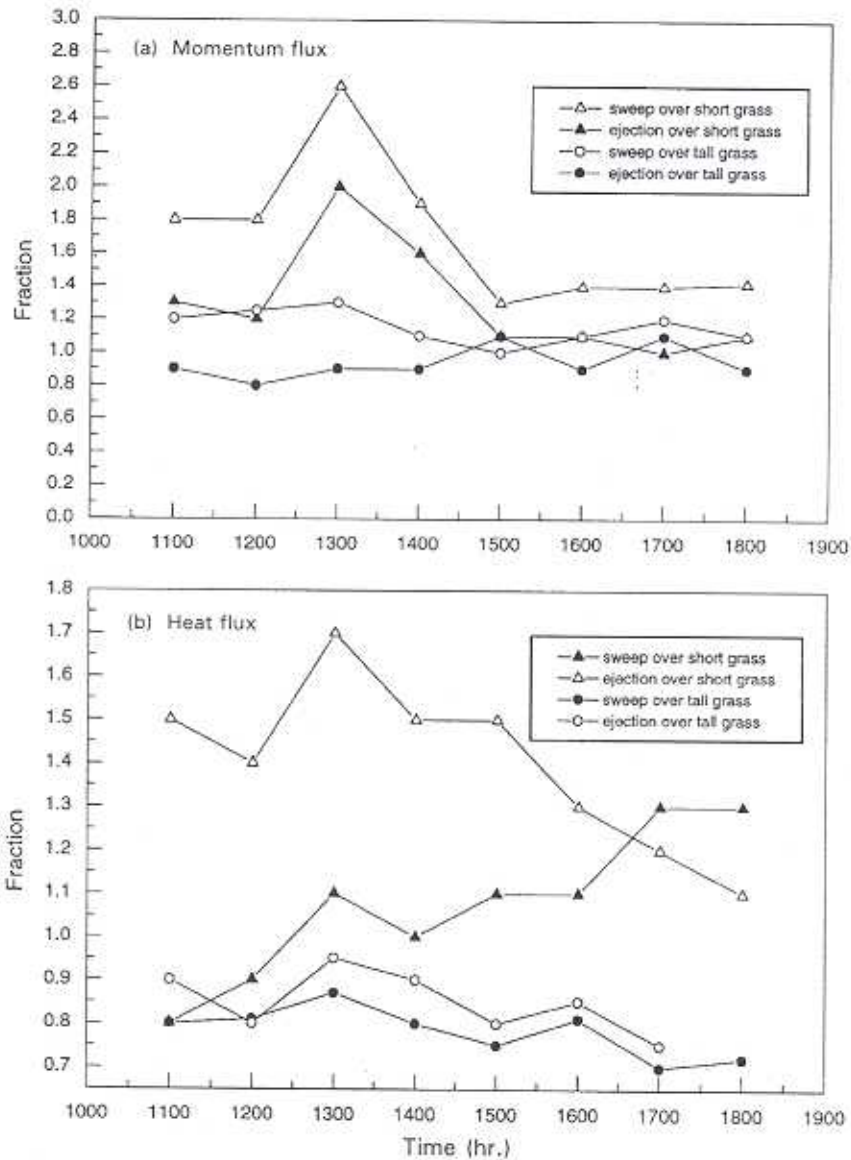 3.0
2.8
2.6
2.4
2.2
2.0
1.8
1.6
1.4
1.2
1.0
0.8
0.6
0.4
0.2
0.0
Fraction
(a) Momentum flux
sweep over short grass
ejection over short grass
sweep over tall grass
ejection over tall grass
1000 1100 1200 1300 1400 1500 1600 1700 1800 1900
1.8
1.7
1.6
1.5
1.4
1.3
1.2
1.1
1.0
0.9
0.8
0.7
Fraction
(b) Heat flux
sweep over short grass
ejection over short grass
sweep over tall grass
ejection over tall grass
1000 1100 1200 1300 1400 1500 1600 1700 1800 1900
Time (hr.)